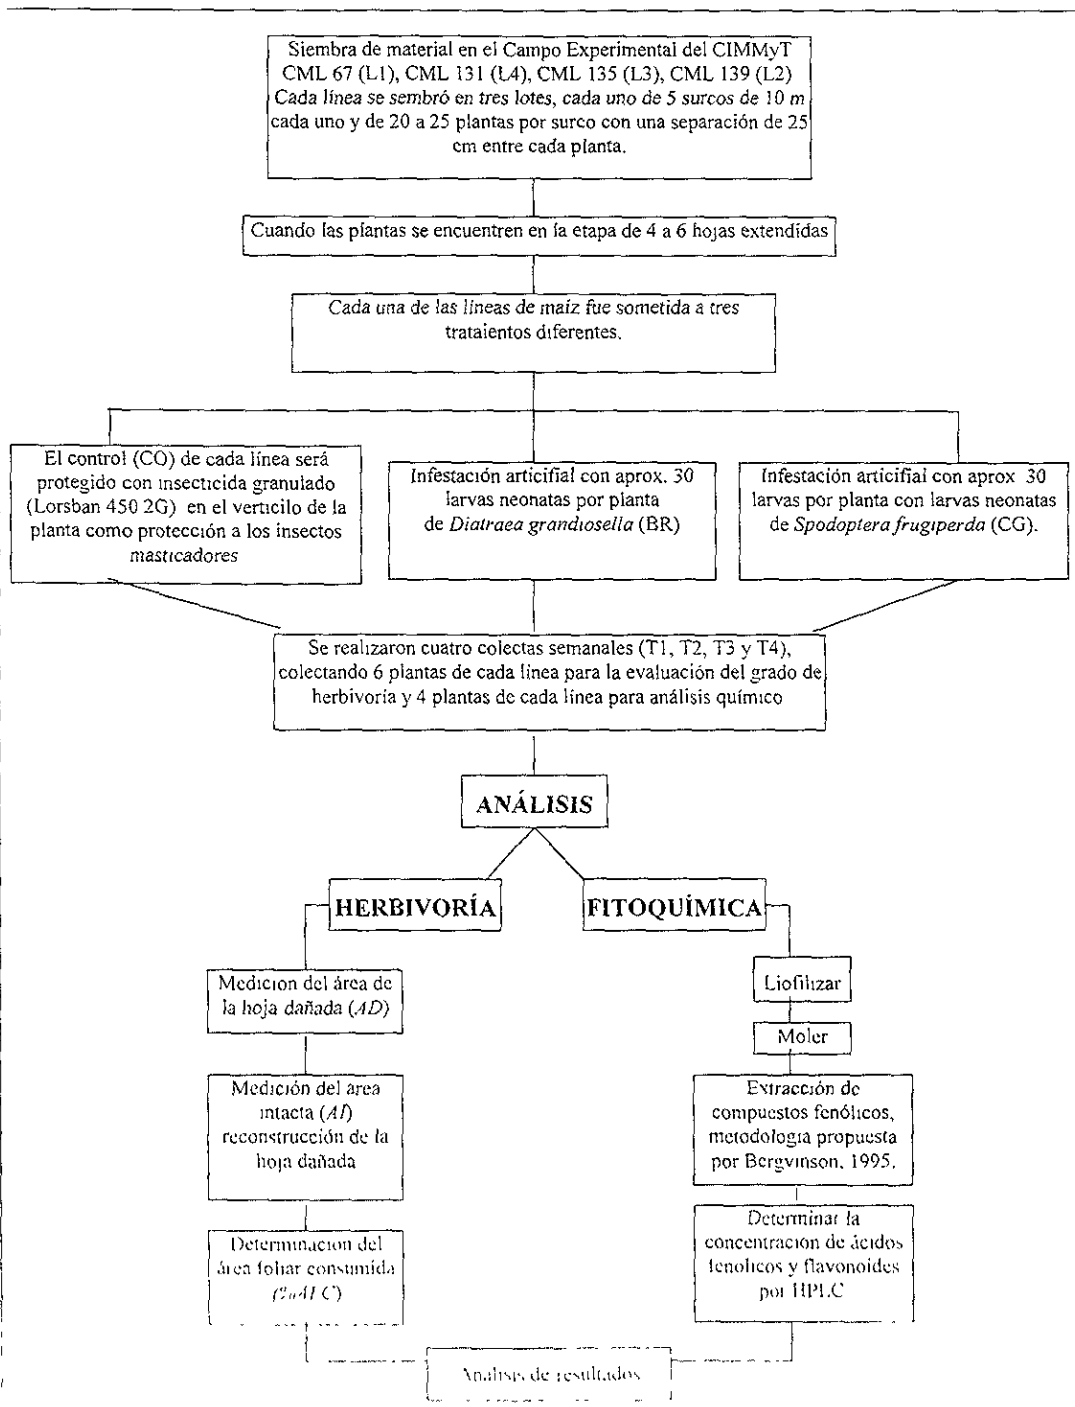 Siembra de material en el Campo Experimental del CIMMyT
CML 67 (L1), CML 131 (L4), CML 135 (L3), CML 139 (L2)
Cada línea se sembró en tres lotes, cada uno de 5 surcos de 10 m
cada uno y de 20 a 25 plantas por surco con una separación de 25
cm entre cada planta.
Cuando las plantas se encuentren en la etapa de 4 a 6 hojas extendidas
Cada una de las líneas de maíz fue sometida a tres
trataientos diferentes.
El control (CO) de cada línea será
protegido con insecticida granulado
(Lorsban 450 2G) en el verticilo de la
planta como protección a los insectos
masticadores
Infestación articifial con aprox. 30
larvas neonatas por planta
de Diatraea grandiosella (BR)
Infestación articifial con aprox 30
larvas por planta con larvas neonatas
de Spodoptera frugiperda (CG).
Se realizaron cuatro colectas semanales (T1, T2, T3 y T4),
colectando 6 plantas de cada línea para la evaluación del grado de
herbivoría y 4 plantas de cada línea para análisis químico
ANÁLISIS
HERBIVORÍA
FITOQUÍMICA
Medicion del área de
la hoja dañada (AD)
Medición del area
intacta (AI)
reconstrucción de la
hoja dañada
Determinacion del
área foliar consumida
(%AFC)
Liofilizar
Moler
Extracción de
compuestos fenólicos,
metodologia propuesta
por Bergvinson, 1995.
Determinar la
concentracion de ácidos
fenolicos y flavonoides
por HPLC
Analisis de resultados